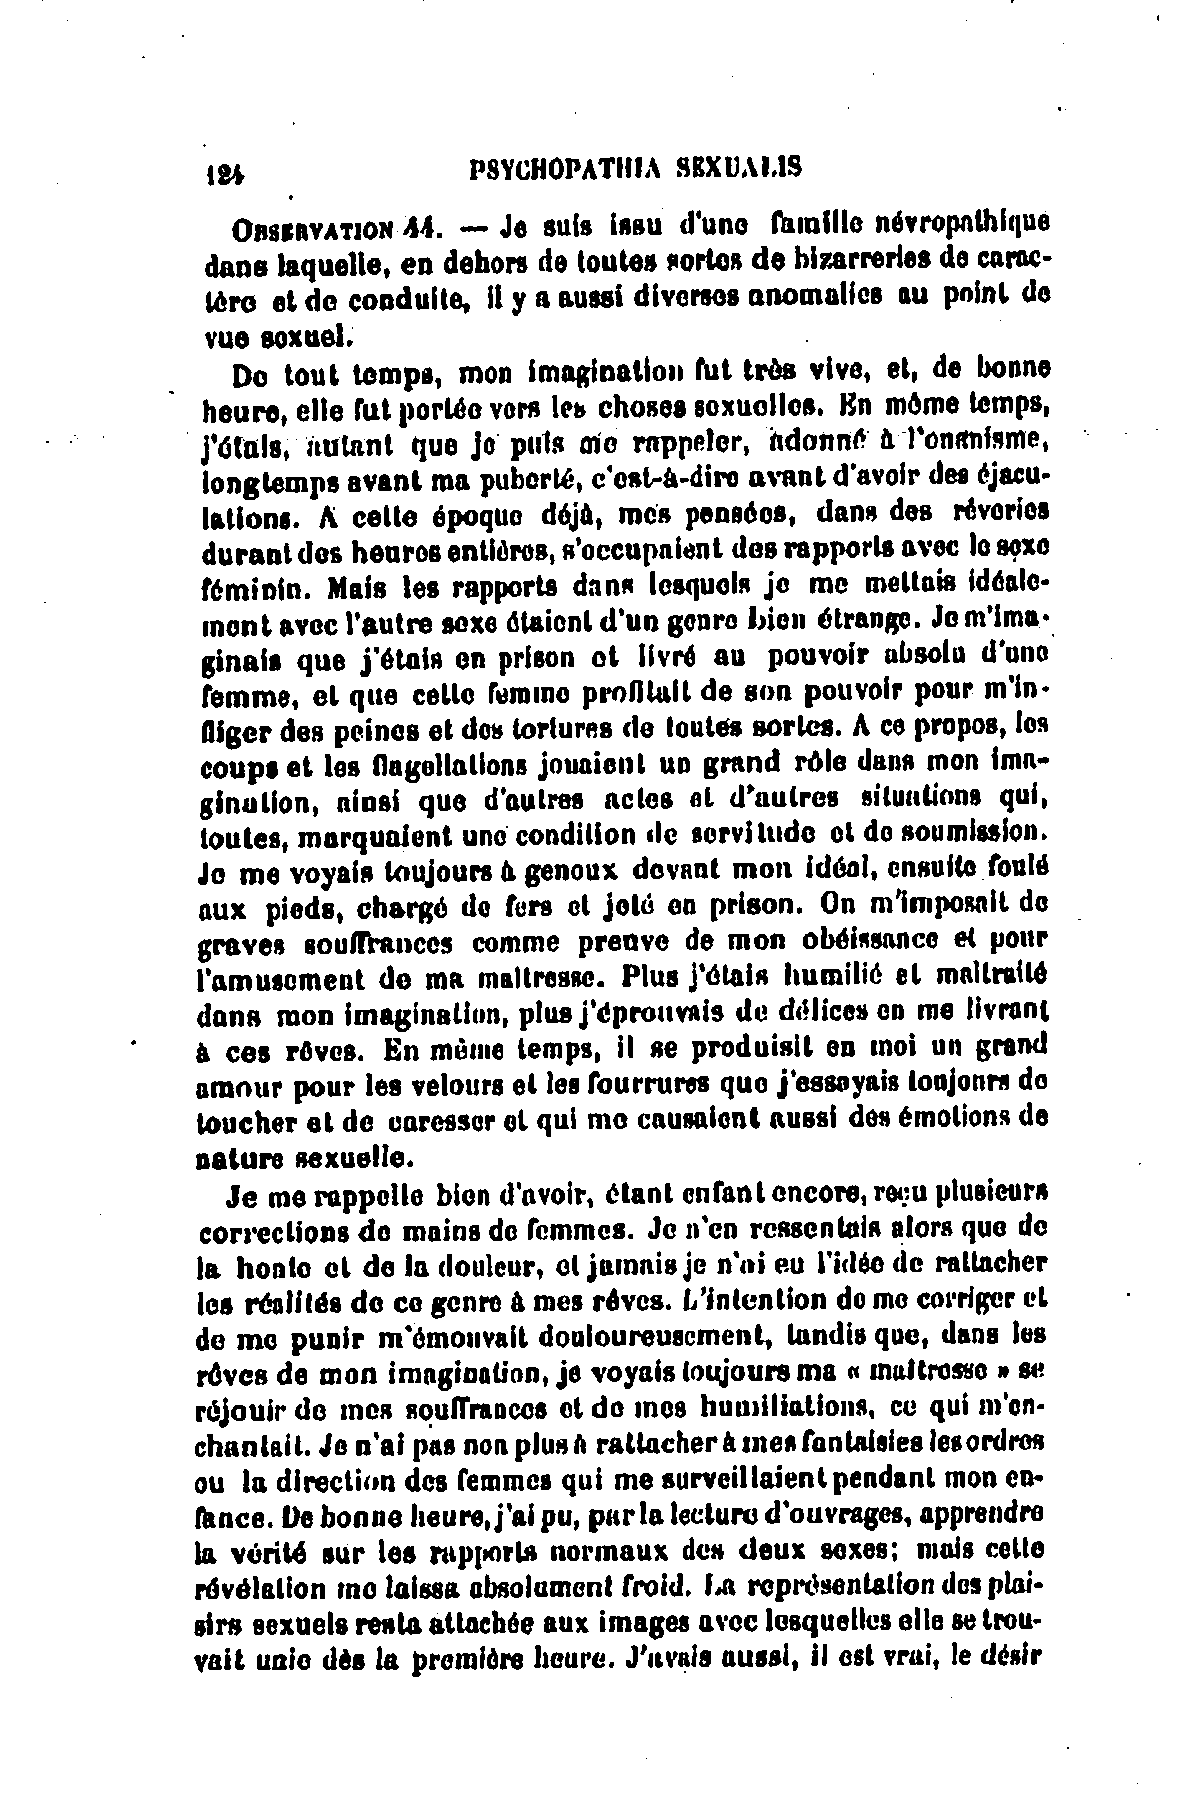 124 PSYCHOPATHIA SEXUALIS
OBSERVATION 44. — Je suis issu d'une famille névropathique
dans laquelle, en dehors de toutes sortes de bizarreries de carac-
tère et de conduite, il y a aussi diverses anomalies au point de
vue sexuel.
De tout temps, mon imagination fut très vive, et, de bonne
heure, elle fut portée vers les choses sexuelles. En même temps,
j'étais, autant que je puis me rappeler, adonné à l'onanisme,
longtemps avant ma puberté, c'est-à-dire avant d'avoir des éjacu-
lations. A cette époque déjà, mes pensées, dans des rêveries
durant des heures entières, s'occupaient des rapports avec le sexe
féminin. Mais les rapports dans lesquels je me mettais idéale-
ment avec l'autre sexe étaient d'un genre bien étrange. Je m'ima-
ginais que j'étais en prison et livré au pouvoir absolu d'une
femme, et que cette femme profitait de son pouvoir pour m'in-
fliger des peines et des tortures de toutes sortes. A ce propos, les
coups et les flagellations jouaient un grand rôle dans mon ima-
gination, ainsi que d'autres actes et d'autres situations qui,
toutes, marquaient une condition de servitude et de soumission.
Je me voyais toujours à genoux devant mon idéal, ensuite foulé
aux pieds, chargé de fers et jeté en prison. On m'imposait de
graves souffrances comme preuve de mon obéissance et pour
l'amusement de ma maîtresse. Plus j'étais humilié et maltraité
dans mon imagination, plus j'éprouvais de délices en me livrant
à ces rêves. En même temps, il se produisit en moi un grand
amour pour les velours et les fourrures que j'essayais toujours de
toucher et de caresser et qui me causaient aussi des émotions de
nature sexuelle.
Je me rappelle bien d'avoir, étant enfant encore, reçu plusieurs
corrections de mains de femmes. Je n'en ressentais alors que de
la honte et de la douleur, et jamais je n'ai eu l'idée de rattacher
les réalités de ce genre à mes rêves. L'intention de me corriger et
de me punir m'émouvait douloureusement, tandis que, dans les
rêves de mon imagination, je voyais toujours ma « maîtresse » se
réjouir de mes souffrances et de mes humiliations, ce qui m'en-
chantait. Je n'ai pas non plus à rattacher à mes fantaisies les ordres
ou la direction des femmes qui me surveillaient pendant mon en-
fance. De bonne heure, j'ai pu, par la lecture d'ouvrages, apprendre
la vérité sur les rapports normaux des deux sexes; mais cette
révélation me laissa absolument froid. La représentation des plai-
sirs sexuels resta attachée aux images avec lesquelles elle se trou-
vait unie dès la première heure. J'avais aussi, il est vrai, le désir